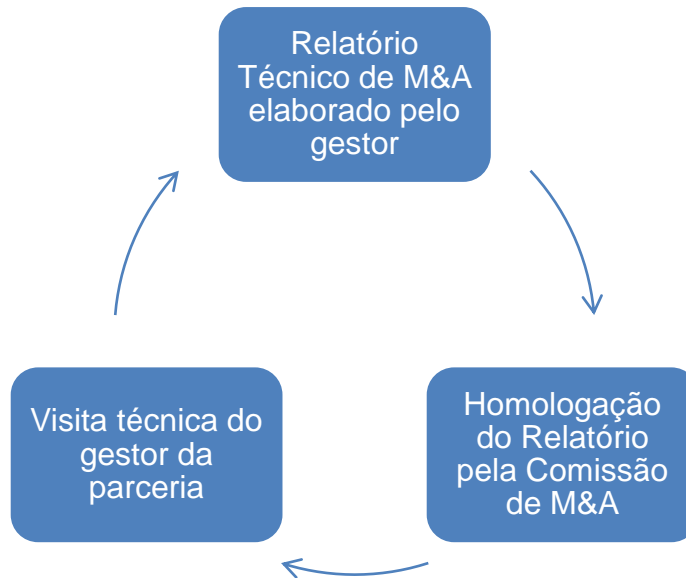 Relatório
Técnico de M&A
elaborado pelo
gestor
Visita técnica do
gestor da
parceria
Homologação
do Relatório
pela Comissão
de M&A